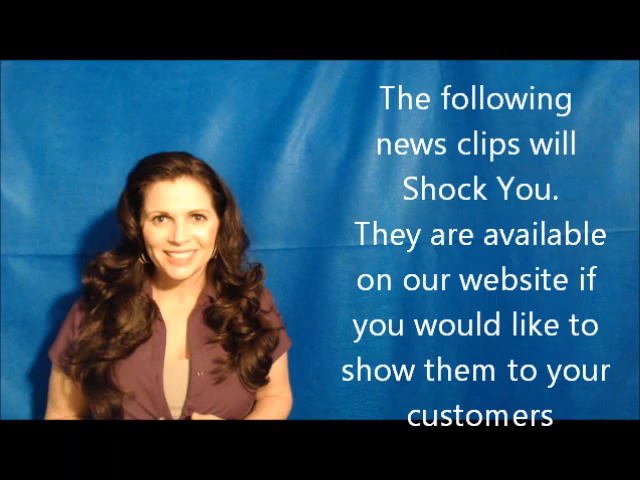 The following
news clips will
Shock You.
They are available
on our website if
you would like to
show them to your
customers